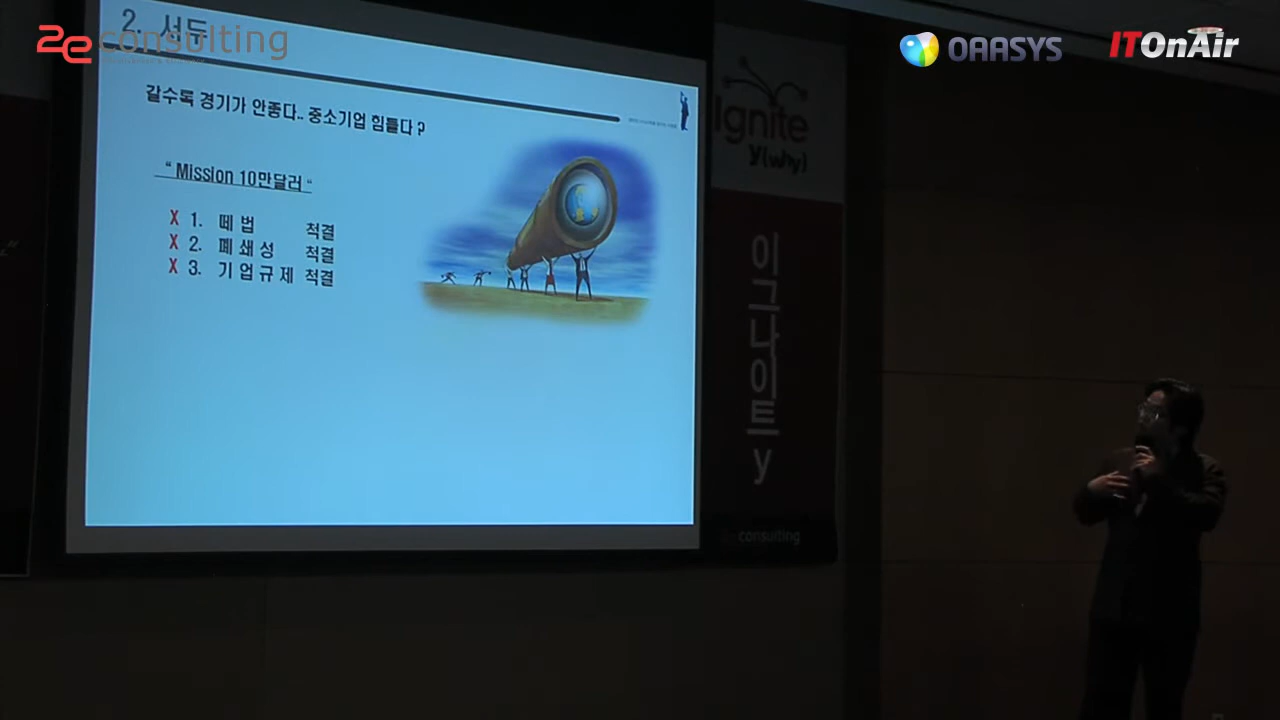 2. 서두
2e consulting
OAASYS
ITOnAir
갈수록 경기가 안좋다.. 중소기업 힘들다 ?
“ Mission 10만달러 “
X 1. 떼 법 척결
X 2. 폐 쇄 성 척결
X 3. 기 업 규 제 척결
Ignite
y(why)
이그나이트 y
2e consulting